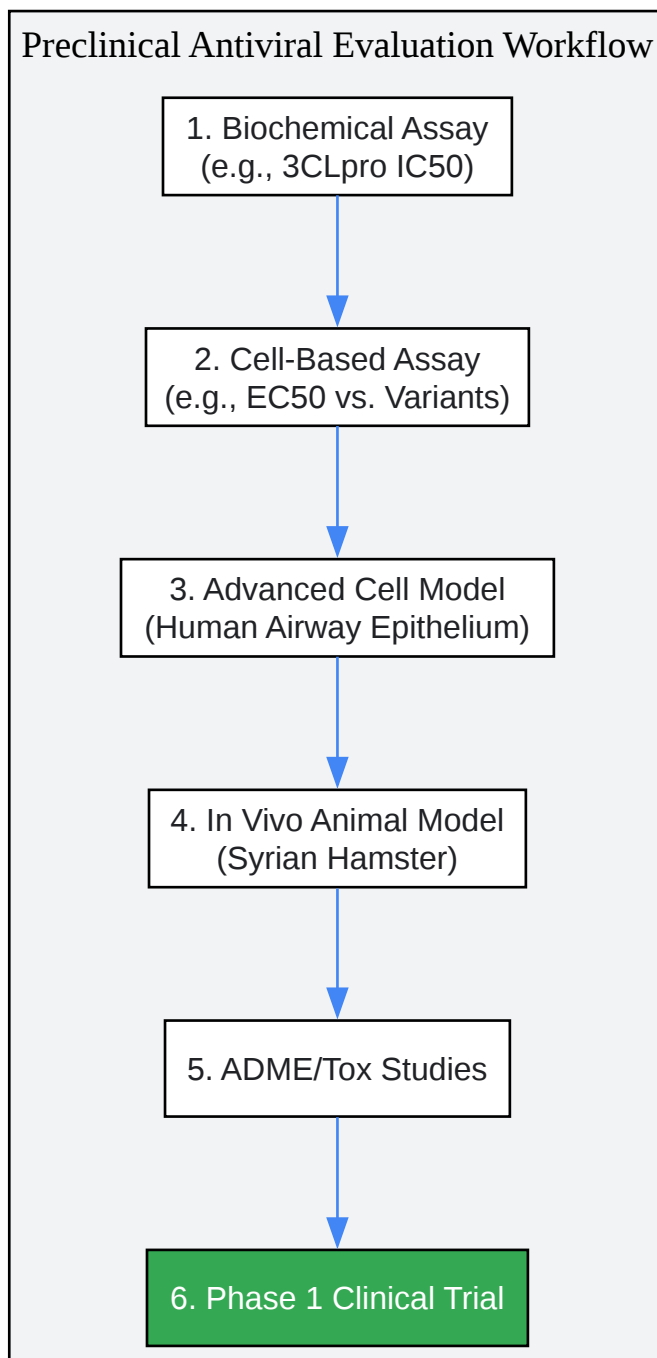 Preclinical Antiviral Evaluation Workflow
1. Biochemical Assay
(e.g., 3CLpro IC50)
2. Cell-Based Assay
(e.g., EC50 vs. Variants)
3. Advanced Cell Model
(Human Airway Epithelium)
4. In Vivo Animal Model
(Syrian Hamster)
5. ADME/Tox Studies
6. Phase 1 Clinical Trial